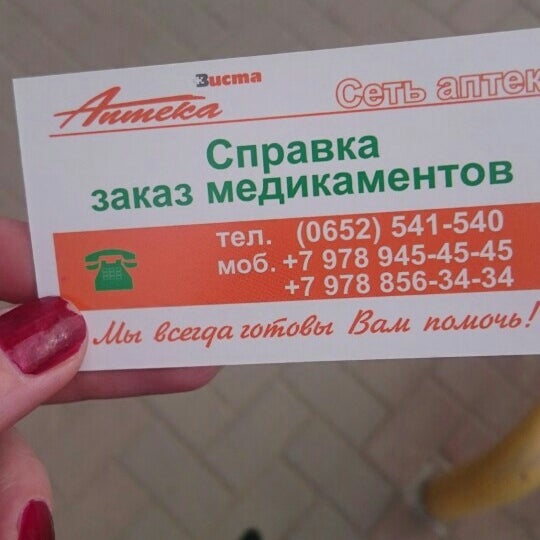 Зиста
Аптека Сеть аптек
Справка
заказ медикаментов
тел. (0652) 541-540
моб. +7 978 945-45-45
+7 978 856-34-34
Мы всегда готовы Вам помочь!